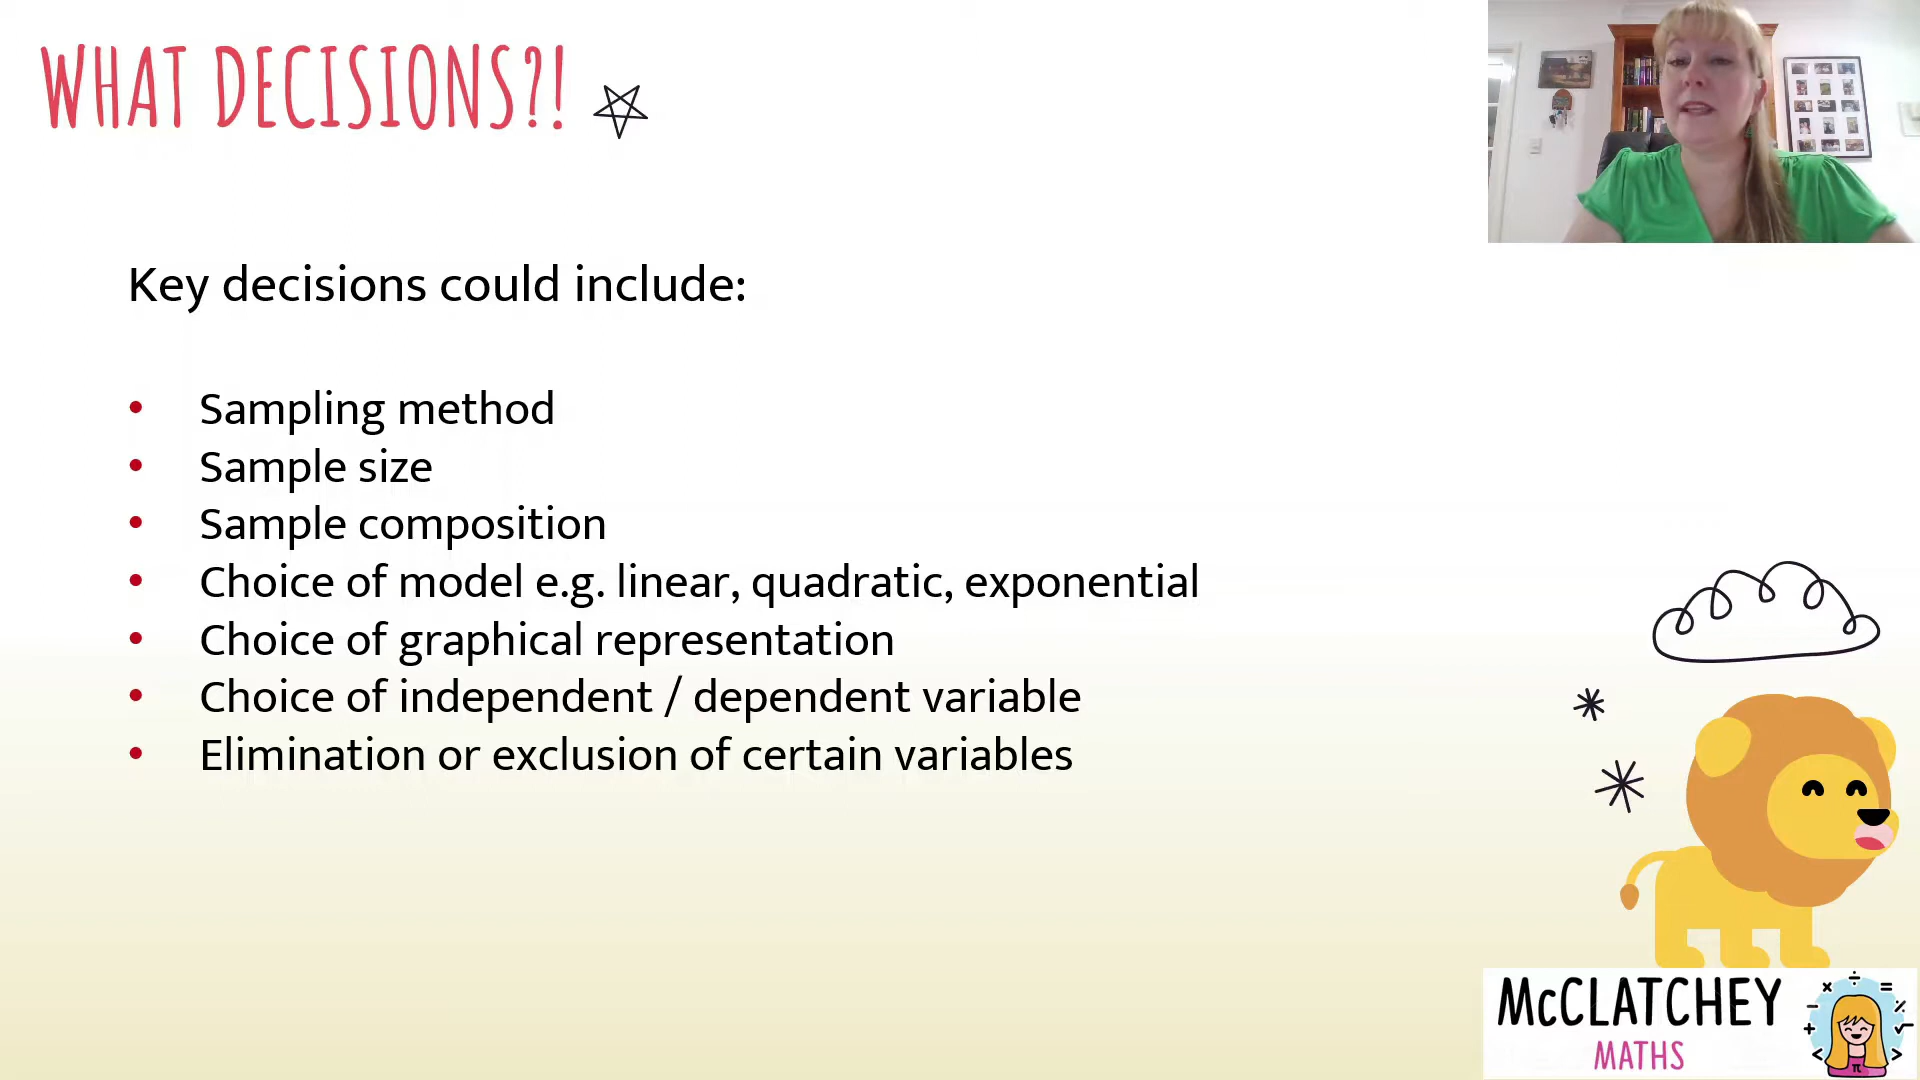 WHAT DECISIONS?!
Key decisions could include:
• Sampling method
• Sample size
• Sample composition
• Choice of model e.g. linear, quadratic, exponential
• Choice of graphical representation
• Choice of independent / dependent variable
• Elimination or exclusion of certain variables
McCLATCHEY
MATHS